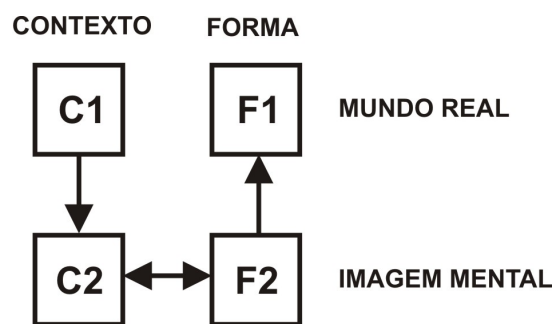 CONTEXTO FORMA
C1 F1 MUNDO REAL
C2 F2 IMAGEM MENTAL